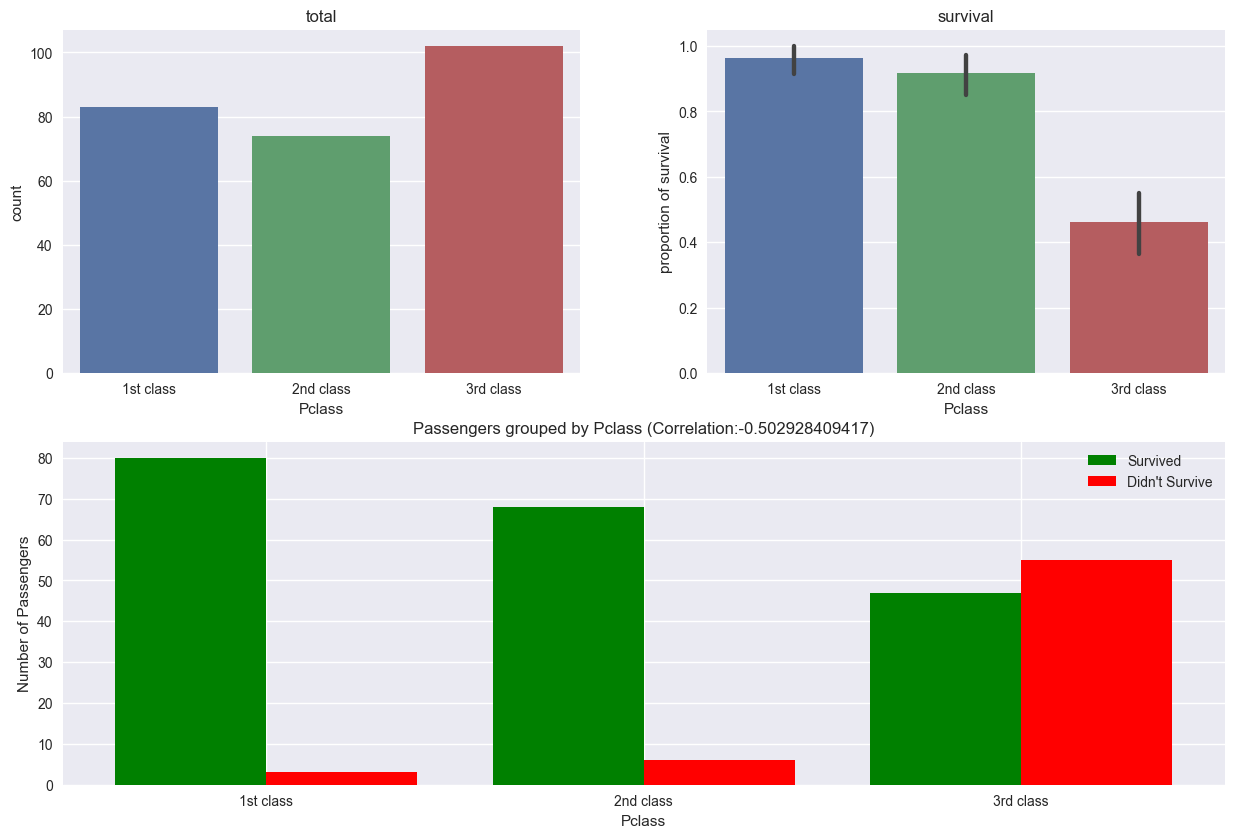 total
count
100
80
60
40
20
0
1st class
2nd class
3rd class
Pclass
survival
proportion of survival
1.0
0.8
0.6
0.4
0.2
0.0
1st class
2nd class
3rd class
Pclass
Passengers grouped by Pclass (Correlation:-0.502928409417)
Number of Passengers
80
70
60
50
40
30
20
10
0
Survived
Didn't Survive
1st class
2nd class
3rd class
Pclass